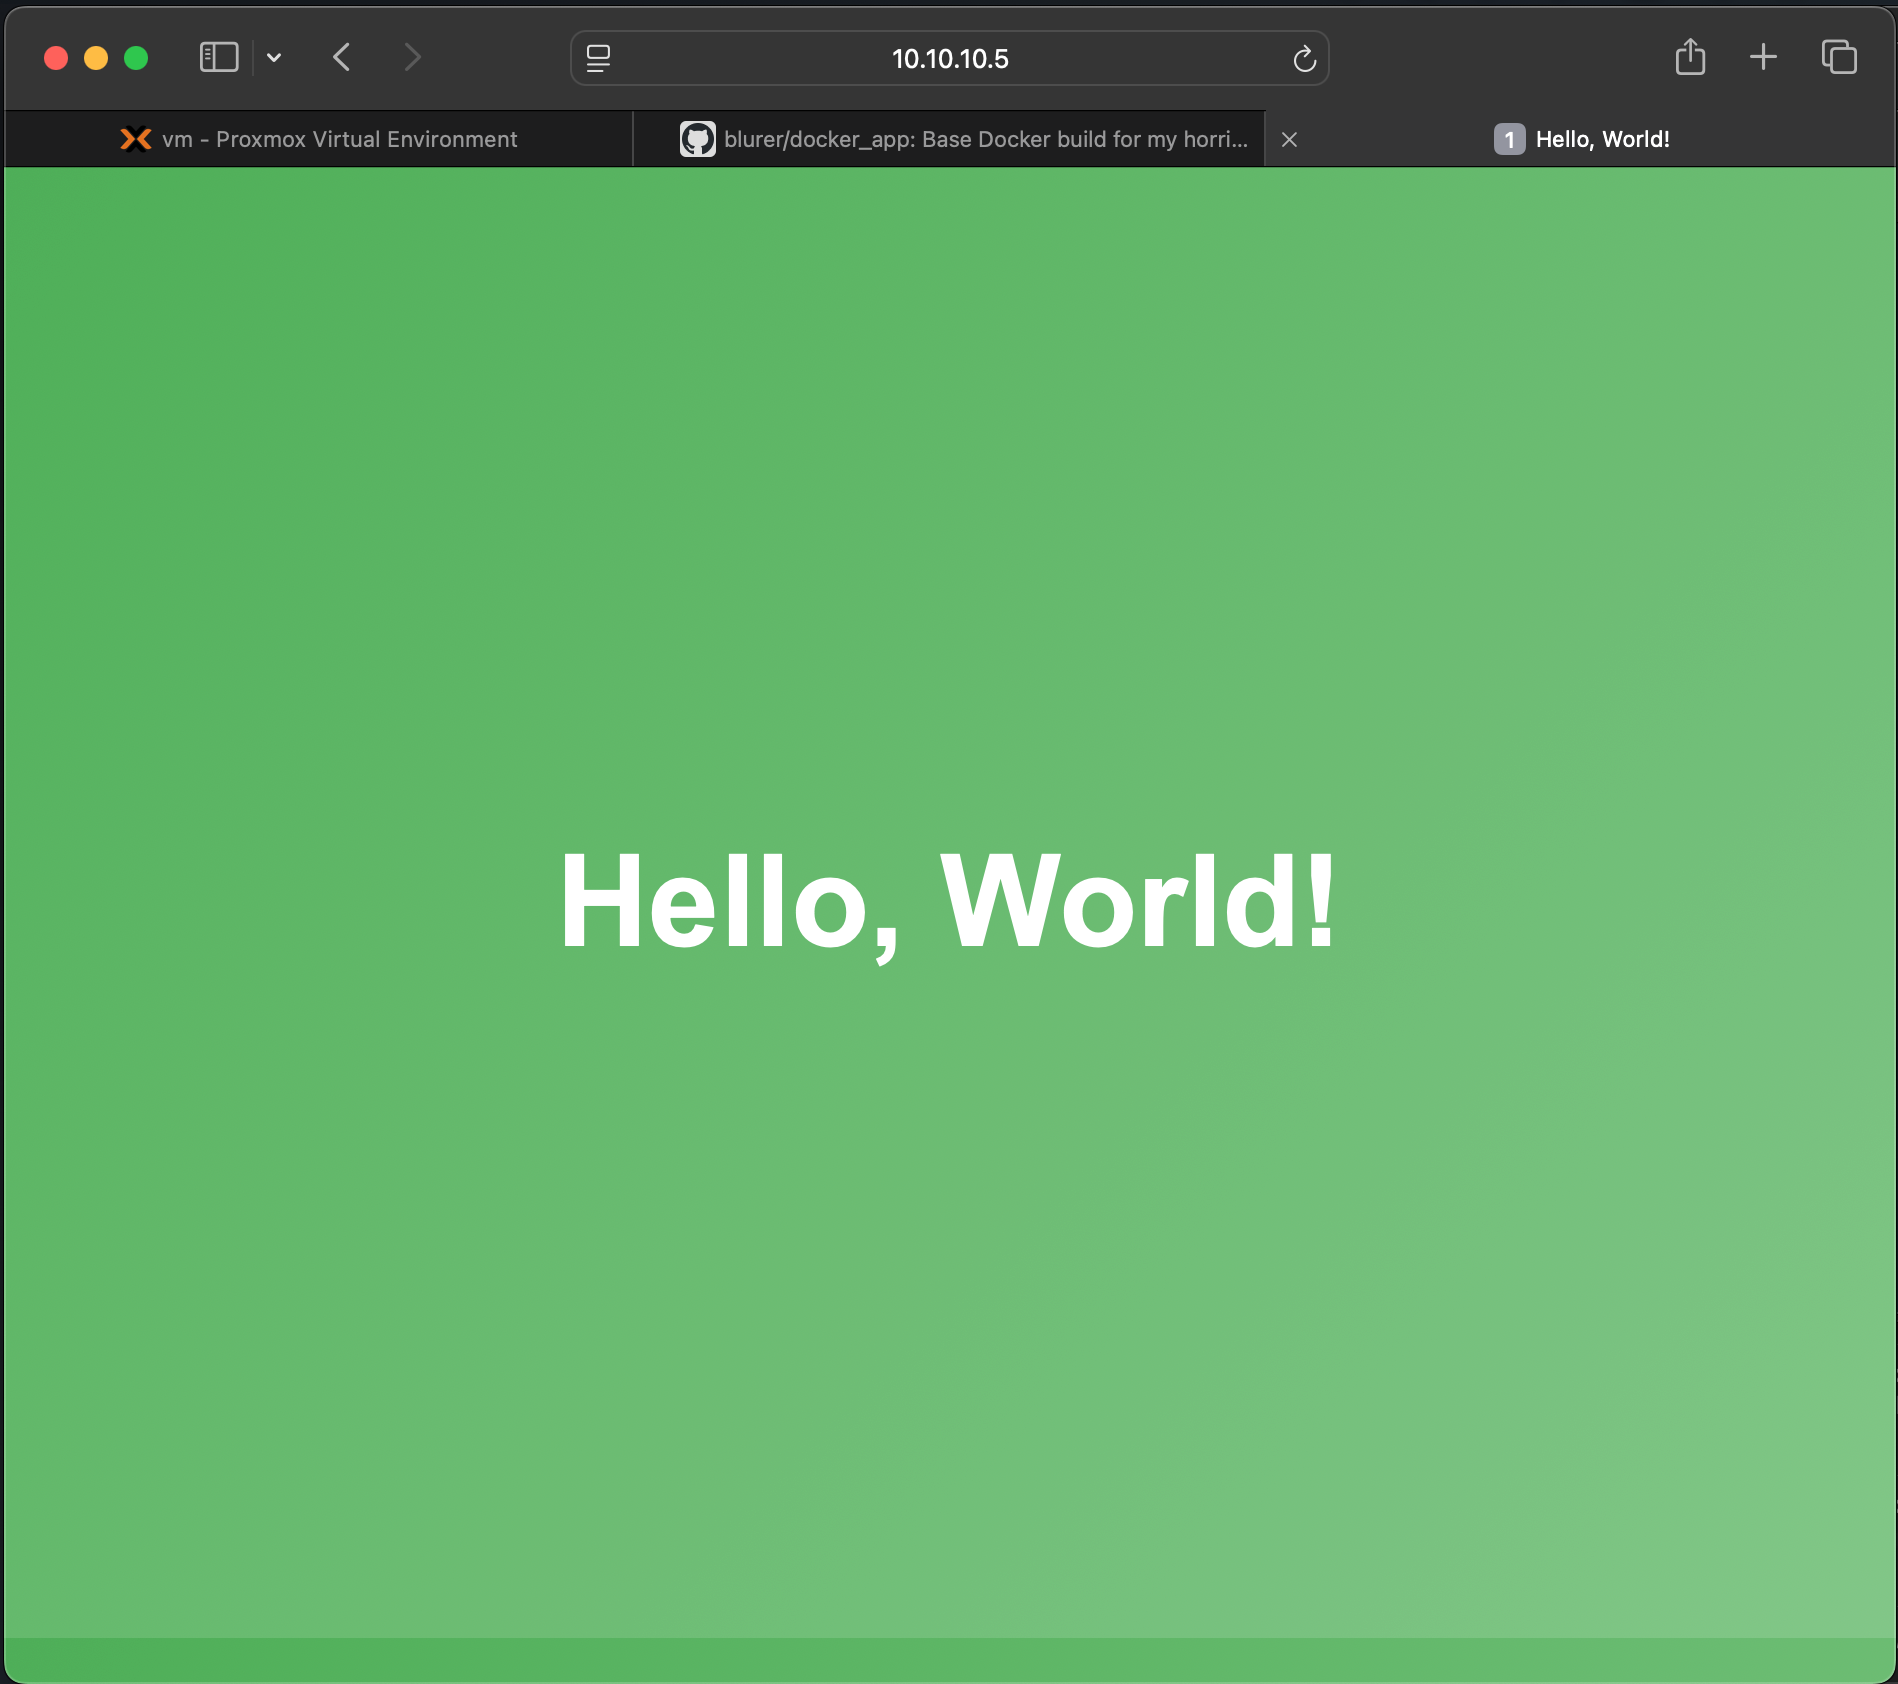 10.10.10.5
vm - Proxmox Virtual Environment
blurer/docker_app: Base Docker build for my horri...
1 Hello, World!
Hello, World!